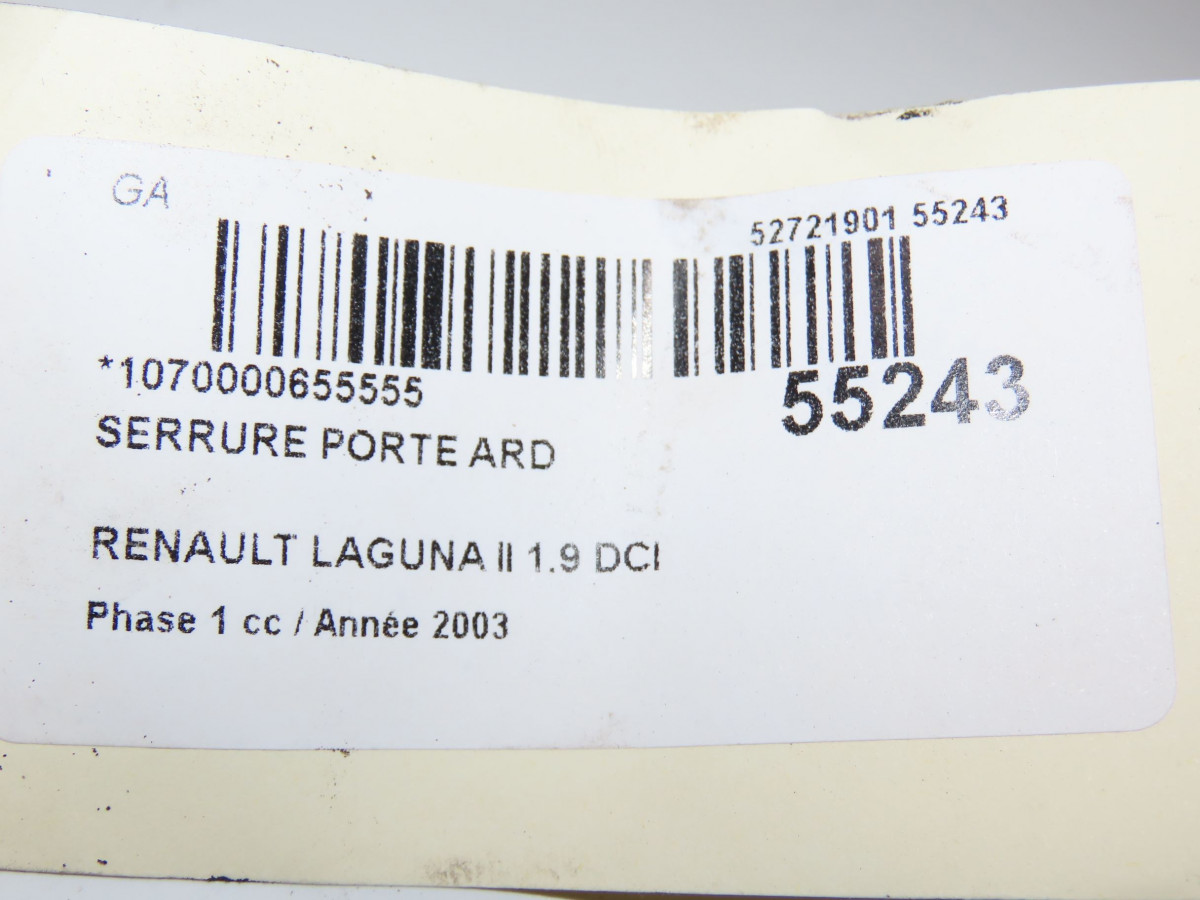 GA
52721901 55243
*1070000655555
55243
SERRURE PORTE ARD
RENAULT LAGUNA II 1.9 DCI
Phase 1 cc / Année 2003